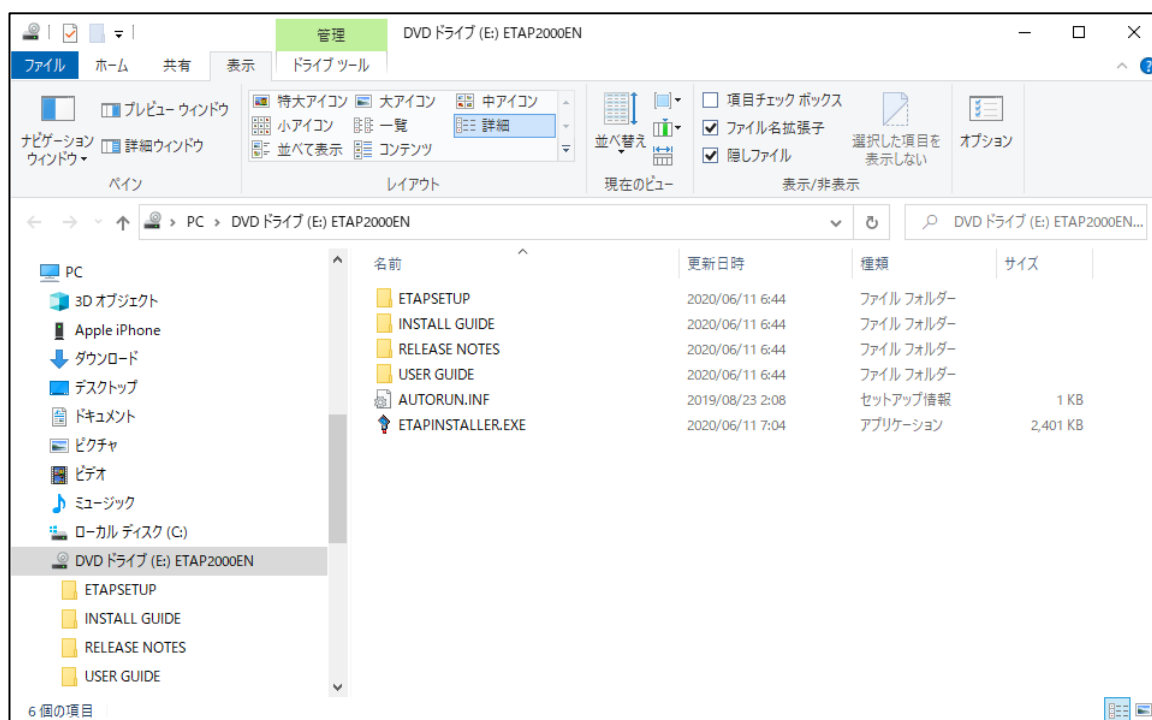 管理
DVD ドライブ (E:) ETAP2000EN
ファイル
ホーム
共有
表示
ドライブ ツール
?
ナビゲーション
ウィンドウ
プレビュー ウィンドウ
詳細ウィンドウ
ペイン
特大アイコン
大アイコン
中アイコン
小アイコン
一覧
詳細
並べて表示
コンテンツ
レイアウト
並べ替え
現在のビュー
項目チェック ボックス
ファイル名拡張子
隠しファイル
選択した項目を
表示しない
表示/非表示
オプション
PC › DVD ドライブ (E:) ETAP2000EN
DVD ドライブ (E:) ETAP2000EN...
PC
3D オブジェクト
Apple iPhone
ダウンロード
デスクトップ
ドキュメント
ピクチャ
ビデオ
ミュージック
ローカル ディスク (C:)
DVD ドライブ (E:) ETAP2000EN
ETAPSETUP
INSTALL GUIDE
RELEASE NOTES
USER GUIDE
名前 更新日時 種類 サイズ
ETAPSETUP 2020/06/11 6:44 ファイル フォルダー
INSTALL GUIDE 2020/06/11 6:44 ファイル フォルダー
RELEASE NOTES 2020/06/11 6:44 ファイル フォルダー
USER GUIDE 2020/06/11 6:44 ファイル フォルダー
AUTORUN.INF 2019/08/23 2:08 セットアップ情報 1 KB
ETAPINSTALLER.EXE 2020/06/11 7:04 アプリケーション 2,401 KB
6 個の項目